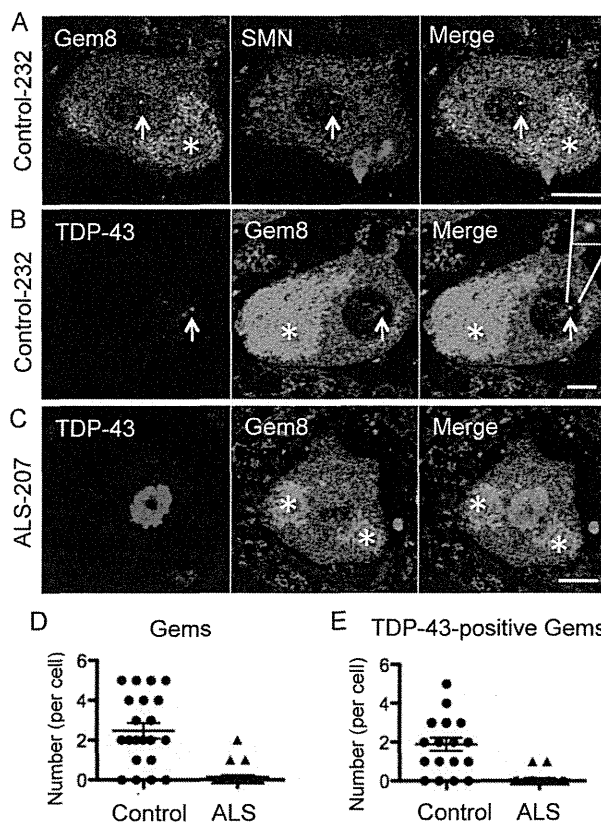 A
Gem8 SMN Merge
Control-232
*
*
B
TDP-43 Gem8 Merge
Control-232
*
*
C
TDP-43 Gem8 Merge
ALS-207
*
*
*
*
D Gems
Number (per cell)
6
4
2
0
Control ALS
E TDP-43-positive Gems
Number (per cell)
6
4
2
0
Control ALS